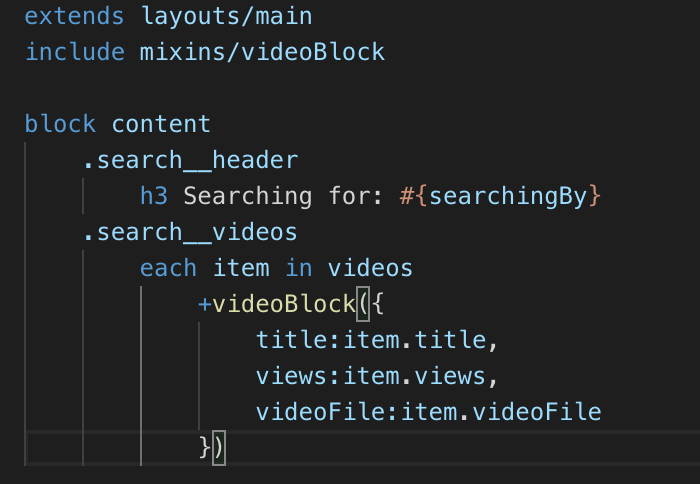 extends layouts/main
include mixins/videoBlock

block content
    .search__header
        h3 Searching for: #{searchingBy}
    .search__videos
        each item in videos
            +videoBlock({
                title:item.title,
                views:item.views,
                videoFile:item.videoFile
            })